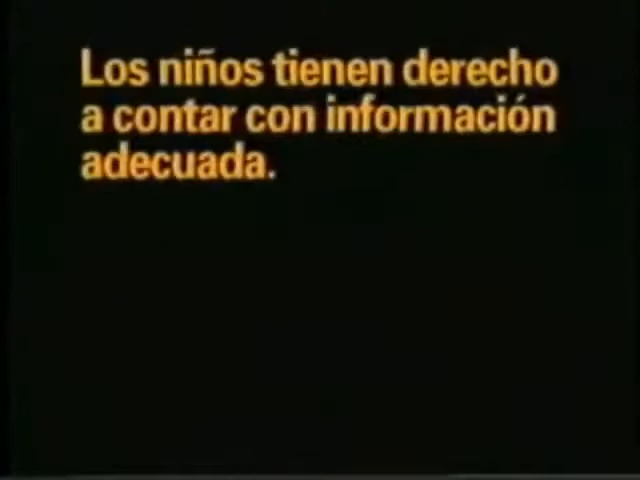 Los niños tienen derecho
a contar con información
adecuada.